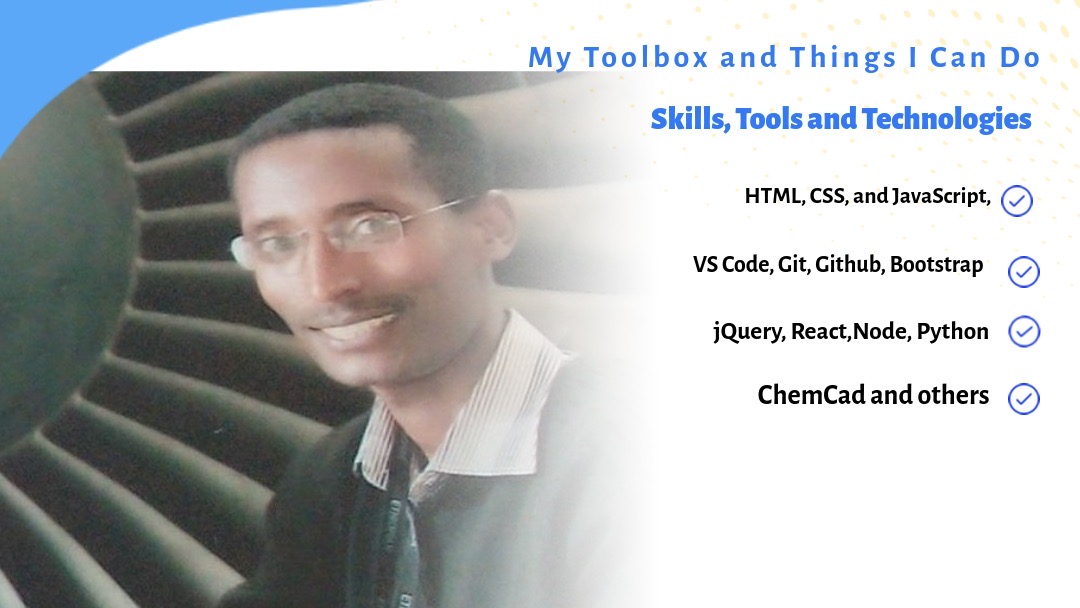 My Toolbox and Things I Can Do
Skills, Tools and Technologies
HTML, CSS, and JavaScript,
VS Code, Git, Github, Bootstrap
jQuery, React,Node, Python
ChemCad and others